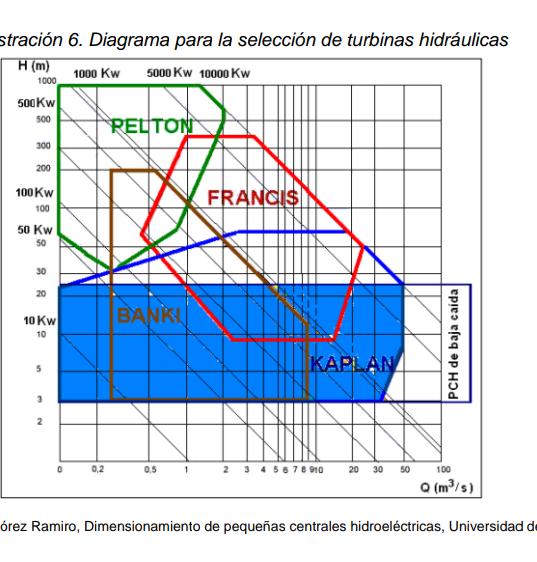 stración 6. Diagrama para la selección de turbinas hidráulicas
H (m)
1000 Kw 5000 Kw 10000 Kw
1000
500 Kw
500
PELTON
300
200
100 Kw
FRANCIS
100
50 Kw
50
30
20
PCH de baja caida
10 Kw
BANKI
10
KAPLAN
5
3
2
0 0,2 0,5 1 2 3 4 5 6 7 8 910 20 30 50 100
Q (m³/s)
órez Ramiro, Dimensionamiento de pequeñas centrales hidroeléctricas, Universidad de